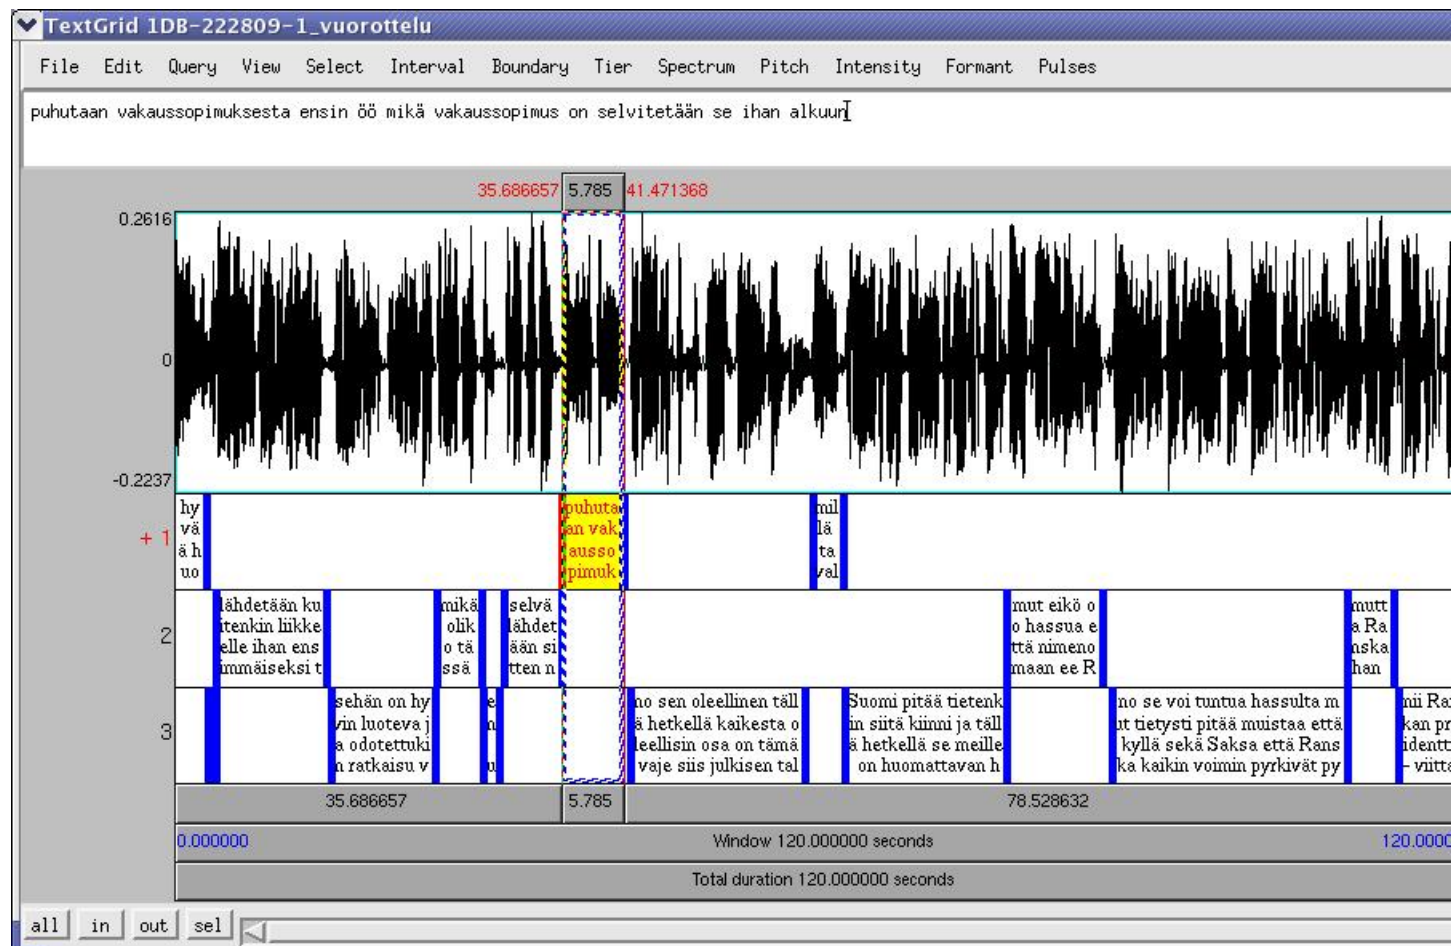 TextGrid 1DB-222809-1_vuorottelu
File Edit Query View Select Interval Boundary Tier Spectrum Pitch Intensity Formant Pulses
puhutaan vakaussopimuksesta ensin öö mikä vakaussopimus on selvitetään se ihan alkuun
35.686657 5.785 41.471368
0.2616
0
-0.2237
+ 1
hy
vä
ä h
uo
puhuta
an vak
ausso
pimuk
mil
lä
ta
val
2
lähdetään ku
itenkin liikke
elle ihan ens
immäiseksi t
mikä
olik
o tä
ssä
selvä
lähdet
ään si
tten n
mut eikö o
o hassua e
ttä nimeno
maan ee R
mutt
a Ra
nska
han
3
sehän on hy
vin luoteva j
a odotettuki
n ratkaisu v
no sen oleellinen täll
ä hetkellä kaikesta o
leellisin osa on tämä
vaje siis julkisen tal
Suomi pitää tietenk
in siitä kiinni ja täll
ä hetkellä se meille
on huomattavan h
no se voi tuntua hassulta m
ut tietysti pitää muistaa että
kyllä sekä Saksa että Rans
ka kaikin voimin pyrkivät py
nii Ra
kan pr
identt
- viitta
35.686657 5.785 78.528632
0.000000 Window 120.000000 seconds 120.0000
Total duration 120.000000 seconds
all in out sel